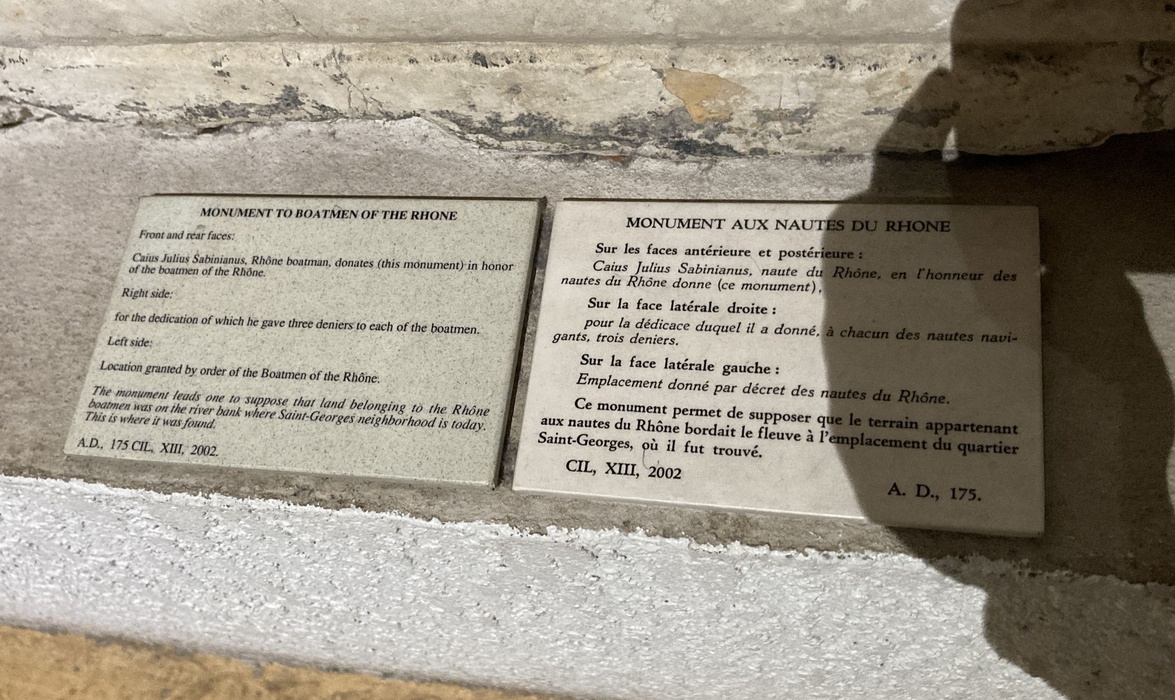 MONUMENT TO BOATMEN OF THE RHONE
Front and rear faces:
Caius Julius Sabinianus, Rhône boatman, donates (this monument) in honor
of the boatmen of the Rhône.
Right side:
for the dedication of which he gave three deniers to each of the boatmen.
Left side:
Location granted by order of the Boatmen of the Rhône.
The monument leads one to suppose that land belonging to the Rhône
boatmen was on the river bank where Saint-Georges neighborhood is today.
This is where it was found.
A.D., 175 CIL, XIII, 2002.
MONUMENT AUX NAUTES DU RHONE
Sur les faces antérieure et postérieure :
Caius Julius Sabinianus, naute du Rhône, en l'honneur des
nautes du Rhône donne (ce monument),
Sur la face latérale droite :
pour la dédicace duquel il a donné, à chacun des nautes navi-
gants, trois deniers.
Sur la face latérale gauche :
Emplacement donné par décret des nautes du Rhône.
Ce monument permet de supposer que le terrain appartenant
aux nautes du Rhône bordait le fleuve à l'emplacement du quartier
Saint-Georges, où il fut trouvé.
CIL, XIII, 2002
A. D., 175.